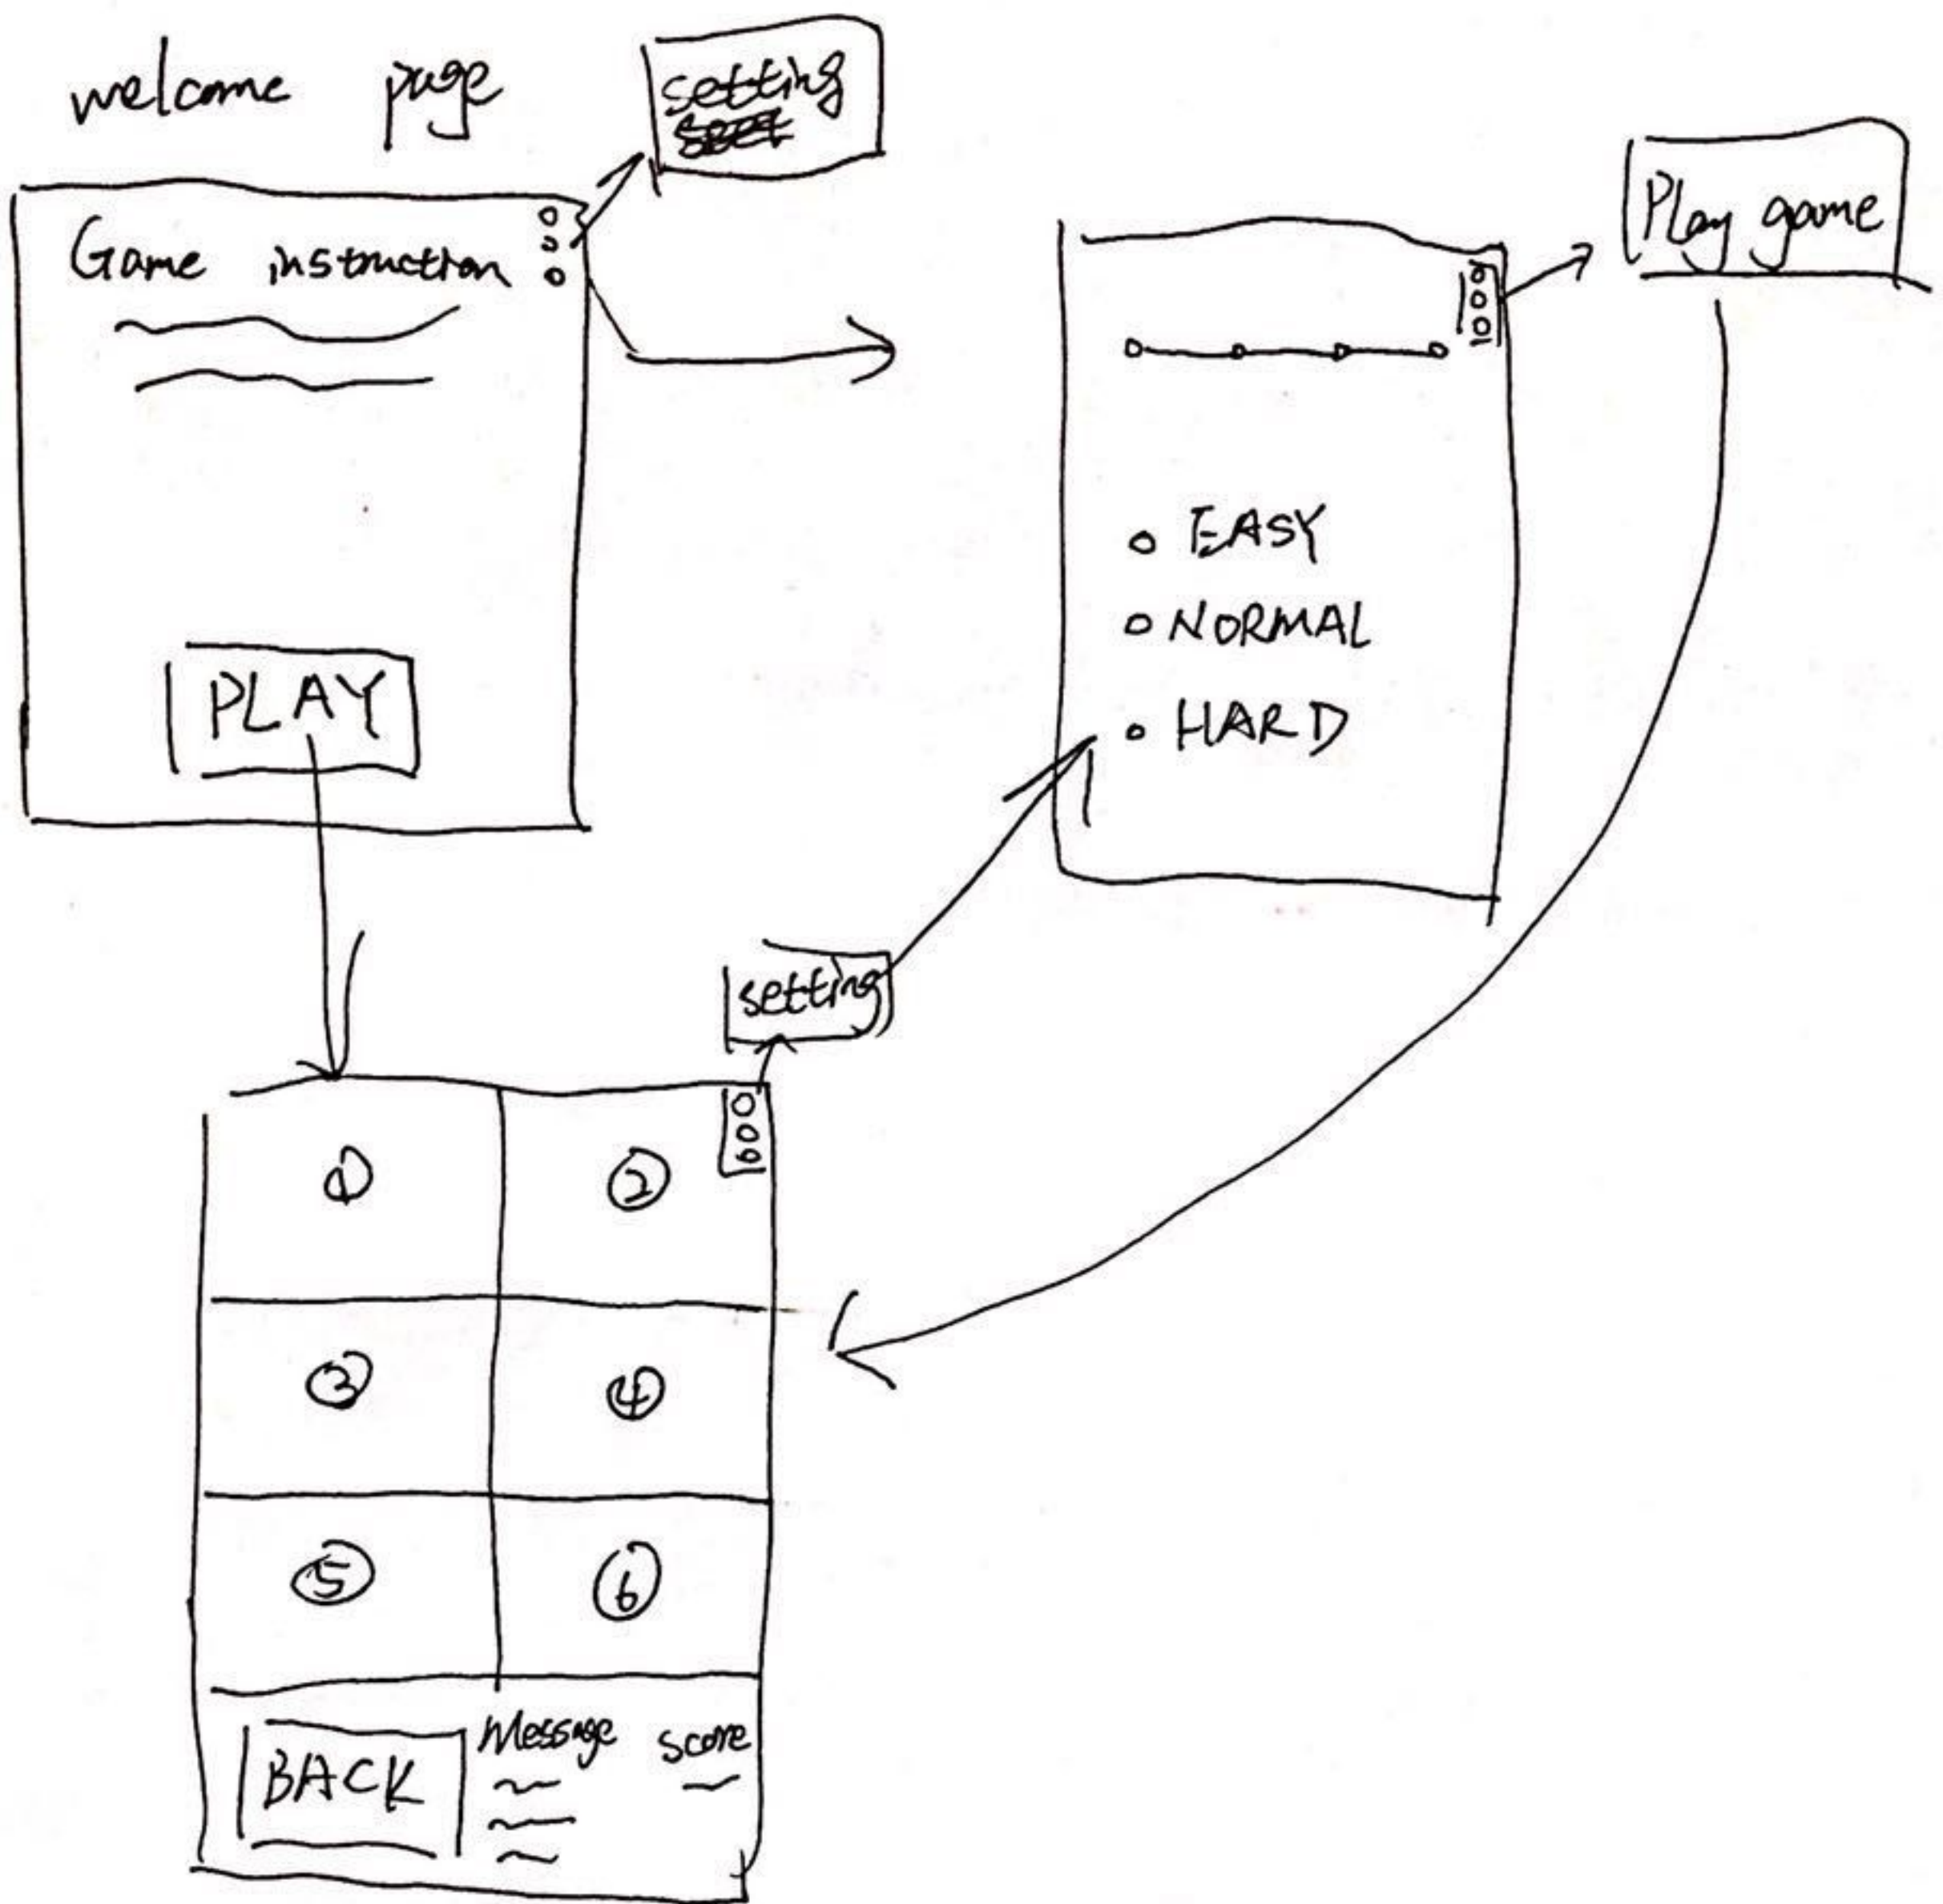 welcome page
setting
Game instruction
PLAY
Play game
EASY
NORMAL
HARD
setting
①
②
③
④
⑤
⑥
BACK
Message
score